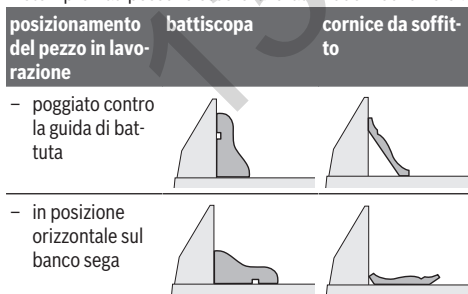 posizionamento del pezzo in lavo-
razione
battiscopa
cornice da soffit-
to
– poggiato contro
la guida di bat-
tuta
– in posizione
orizzontale sul
banco sega